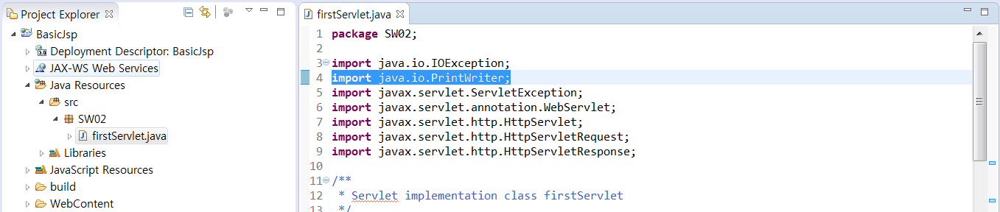 Project Explorer
BasicJsp
3.0 Deployment Descriptor: BasicJsp
JAX-WS Web Services
Java Resources
src
SW02
firstServlet.java
Libraries
JavaScript Resources
build
WebContent
firstServlet.java
1 package SW02;
2
3 import java.io.IOException;
4 import java.io.PrintWriter;
5 import javax.servlet.ServletException;
6 import javax.servlet.annotation.WebServlet;
7 import javax.servlet.http.HttpServlet;
8 import javax.servlet.http.HttpServletRequest;
9 import javax.servlet.http.HttpServletResponse;
10
11 /**
12 * Servlet implementation class firstServlet
13 */